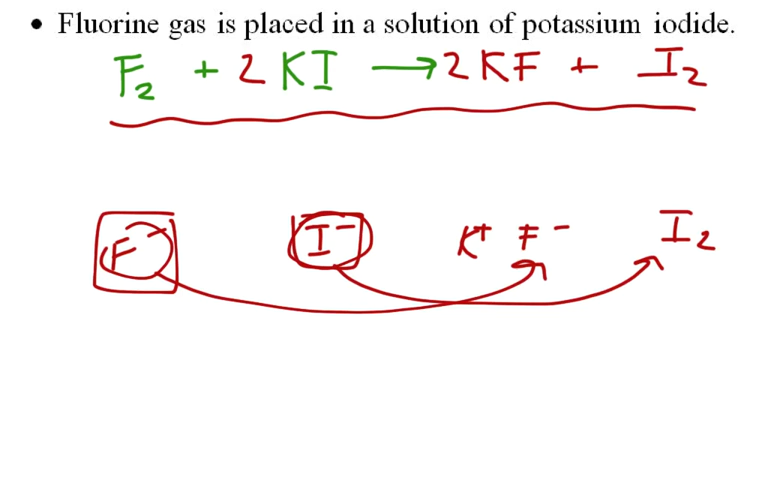 • Fluorine gas is placed in a solution of potassium iodide.
F₂ + 2 KI → 2 KF + I₂
F⁻ I⁻ K⁺ F⁻ I₂